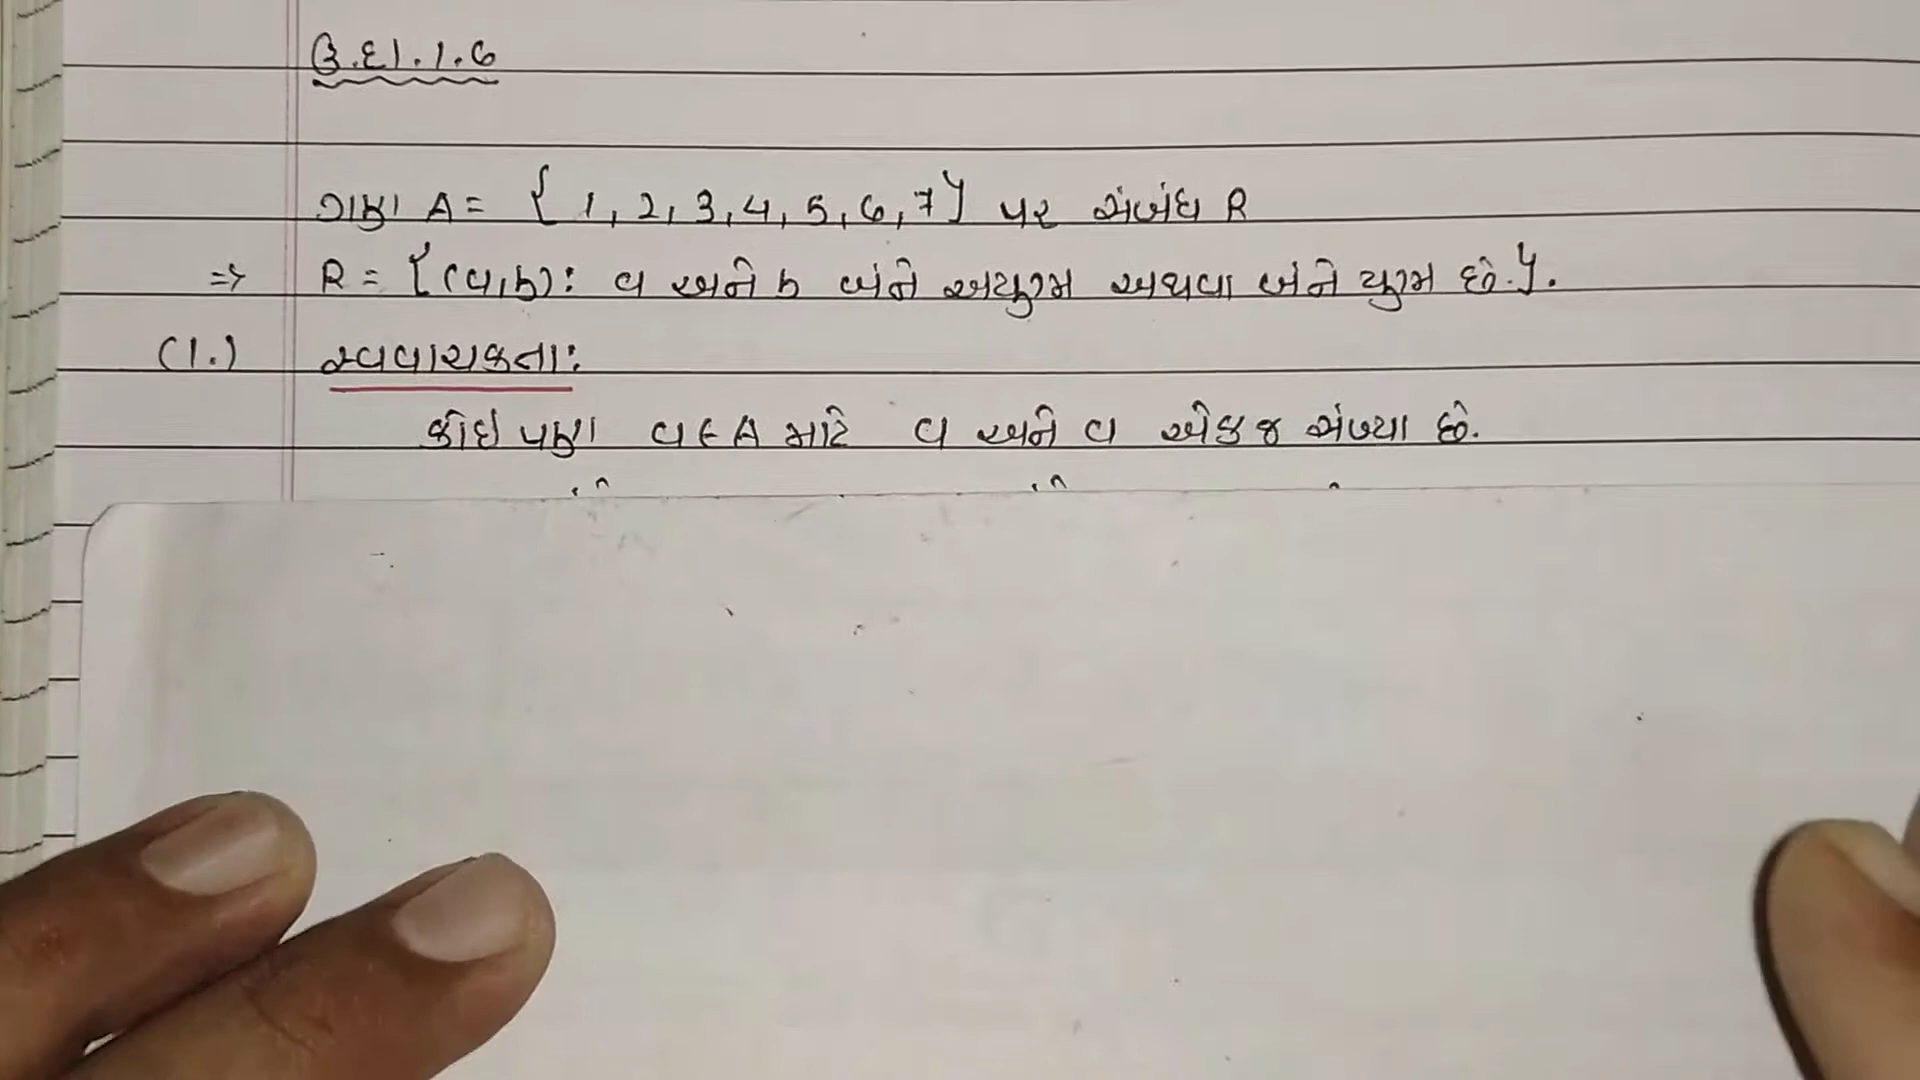 ઉ.દા.1.6
ગણ A = { 1, 2, 3, 4, 5, 6, 7} પર સંબંધ R
=> R = {(a,b): a અને b બંને અયુગ્મ અથવા બંને યુગ્મ છે.}.
(1.) સ્વવાચકતા:
કોઈ પણ a ∈ A માટે a અને a એક જ સંખ્યા છે.